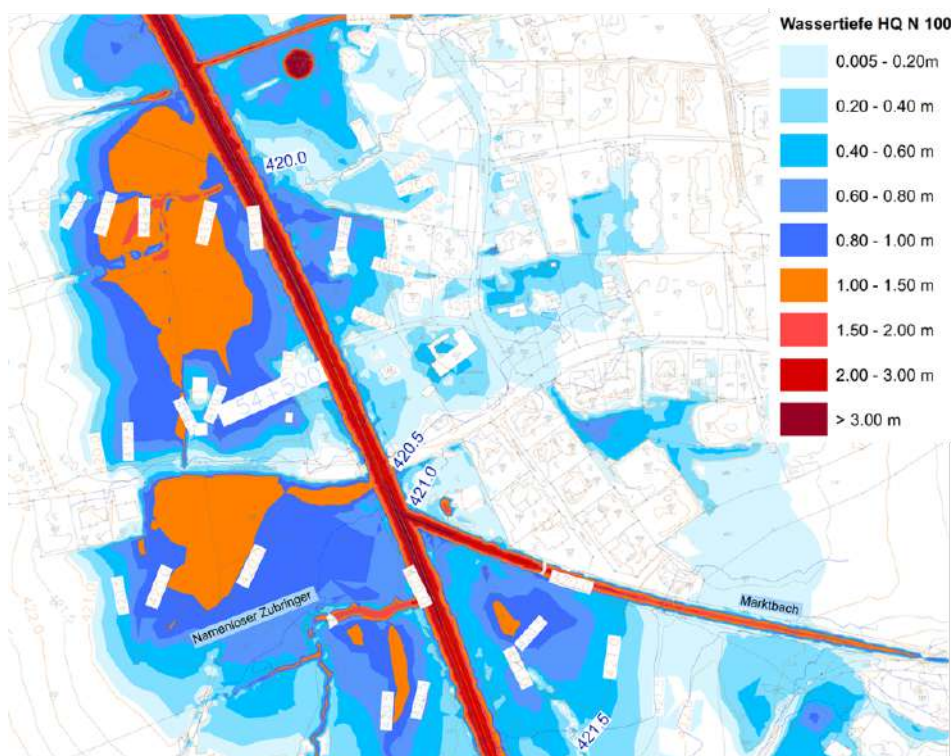 Wassertiefe HQ N 100
0.005 - 0.20m
0.20 - 0.40 m
0.40 - 0.60 m
0.60 - 0.80 m
0.80 - 1.00 m
1.00 - 1.50 m
1.50 - 2.00 m
2.00 - 3.00 m
> 3.00 m
420.0
420.5
421.0
Marktbach
Namenloser Zubringer
421.5